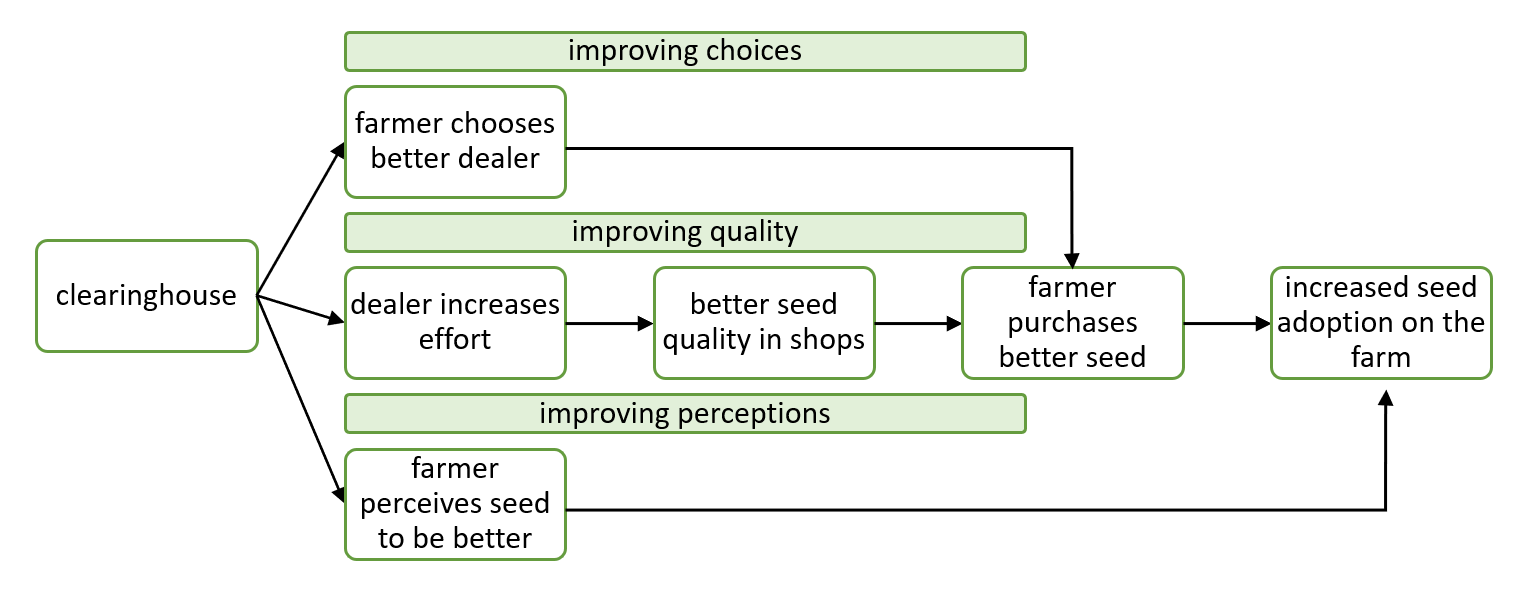 improving choices
farmer chooses
better dealer
improving quality
clearinghouse
dealer increases
effort
better seed
quality in shops
farmer
purchases
better seed
increased seed
adoption on the
farm
improving perceptions
farmer
perceives seed
to be better